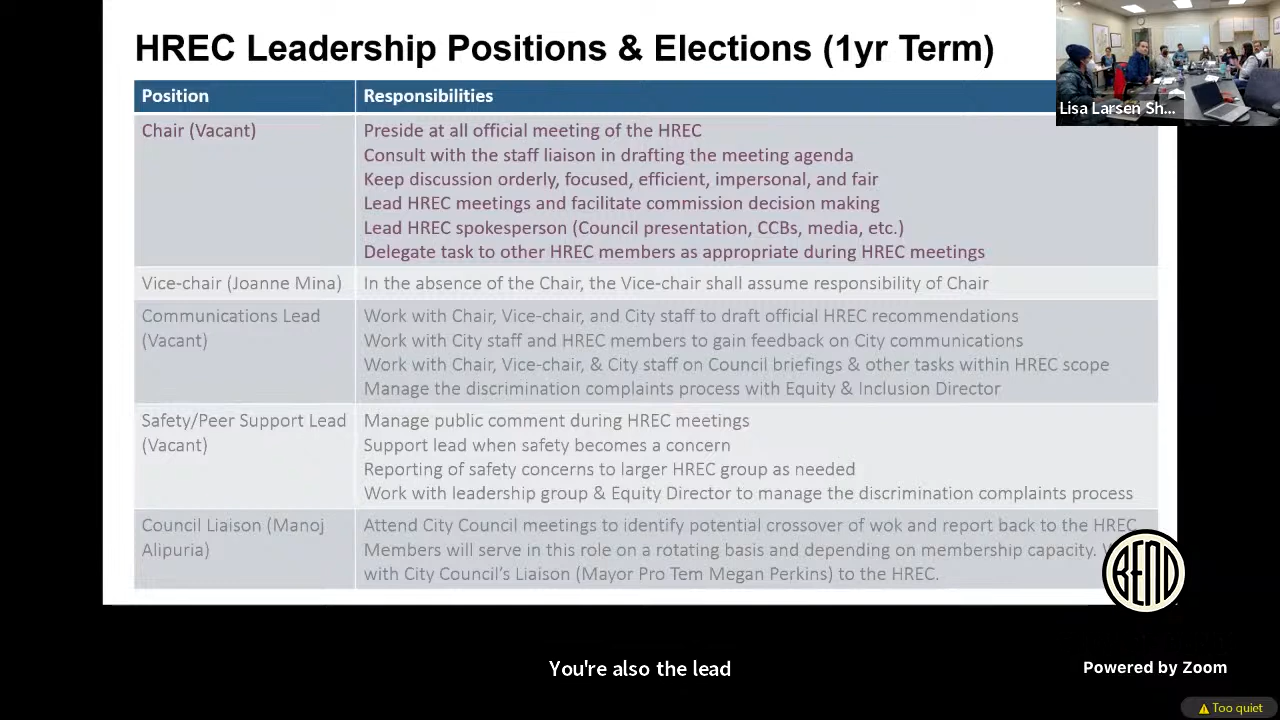 HREC Leadership Positions & Elections (1yr Term)
Lisa Larsen Sh...
Position
Responsibilities
Chair (Vacant)
Preside at all official meeting of the HREC
Consult with the staff liaison in drafting the meeting agenda
Keep discussion orderly, focused, efficient, impersonal, and fair
Lead HREC meetings and facilitate commission decision making
Lead HREC spokesperson (Council presentation, CCBs, media, etc.)
Delegate task to other HREC members as appropriate during HREC meetings
Vice-chair (Joanne Mina)
In the absence of the Chair, the Vice-chair shall assume responsibility of Chair
Communications Lead
(Vacant)
Work with Chair, Vice-chair, and City staff to draft official HREC recommendations
Work with City staff and HREC members to gain feedback on City communications
Work with Chair, Vice-chair, & City staff on Council briefings & other tasks within HREC scope
Manage the discrimination complaints process with Equity & Inclusion Director
Safety/Peer Support Lead
(Vacant)
Manage public comment during HREC meetings
Support lead when safety becomes a concern
Reporting of safety concerns to larger HREC group as needed
Work with leadership group & Equity Director to manage the discrimination complaints process
Council Liaison (Manoj
Alipuria)
Attend City Council meetings to identify potential crossover of wok and report back to the HREC
Members will serve in this role on a rotating basis and depending on membership capacity.
with City Council's Liaison (Mayor Pro Tem Megan Perkins) to the HREC.
BEND
You're also the lead
Powered by Zoom
Too quiet